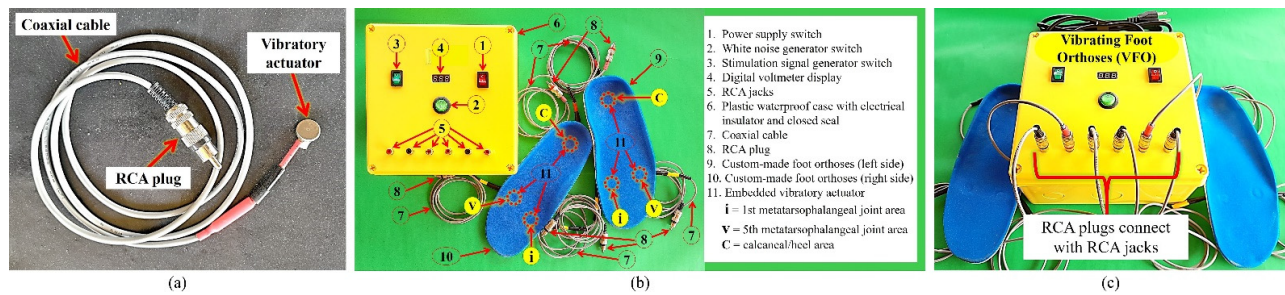 Coaxial cable
Vibratory
actuator
RCA plug
(a)
6
8
7
3
4
1
9
2
C
C
5
11
11
8
V
i
V
7
8
7
10
i
7
1. Power supply switch
2. White noise generator switch
3. Stimulation signal generator switch
4. Digital voltmeter display
5. RCA jacks
6. Plastic waterproof case with electrical
insulator and closed seal
7. Coaxial cable
8. RCA plug
9. Custom-made foot orthoses (left side)
10. Custom-made foot orthoses (right side)
11. Embedded vibratory actuator
i = 1st metatarsophalangeal joint area
V = 5th metatarsophalangeal joint area
C = calcaneal/heel area
(b)
Vibrating Foot
Orthoses (VFO)
RCA plugs connect
with RCA jacks
(c)